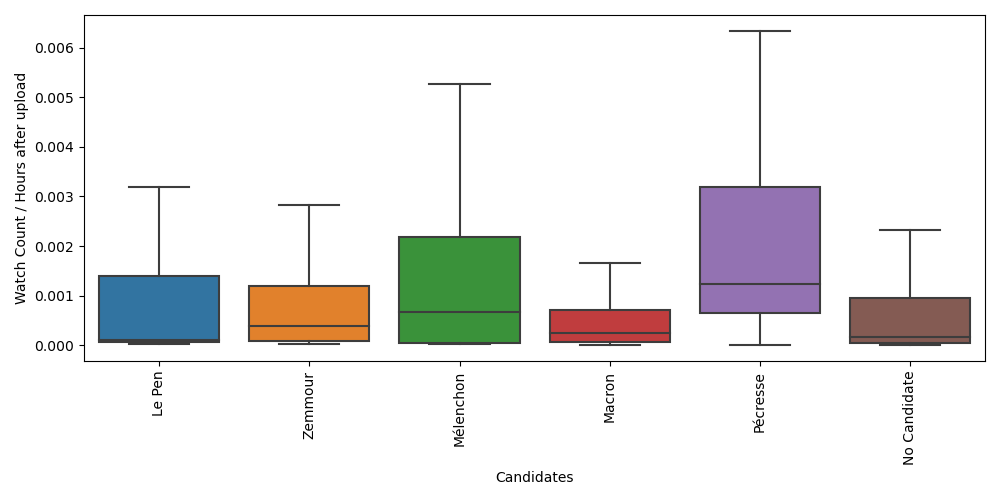 Watch Count / Hours after upload
0.006
0.005
0.004
0.003
0.002
0.001
0.000
Le Pen
Zemmour
Mélenchon
Macron
Pécresse
No Candidate
Candidates